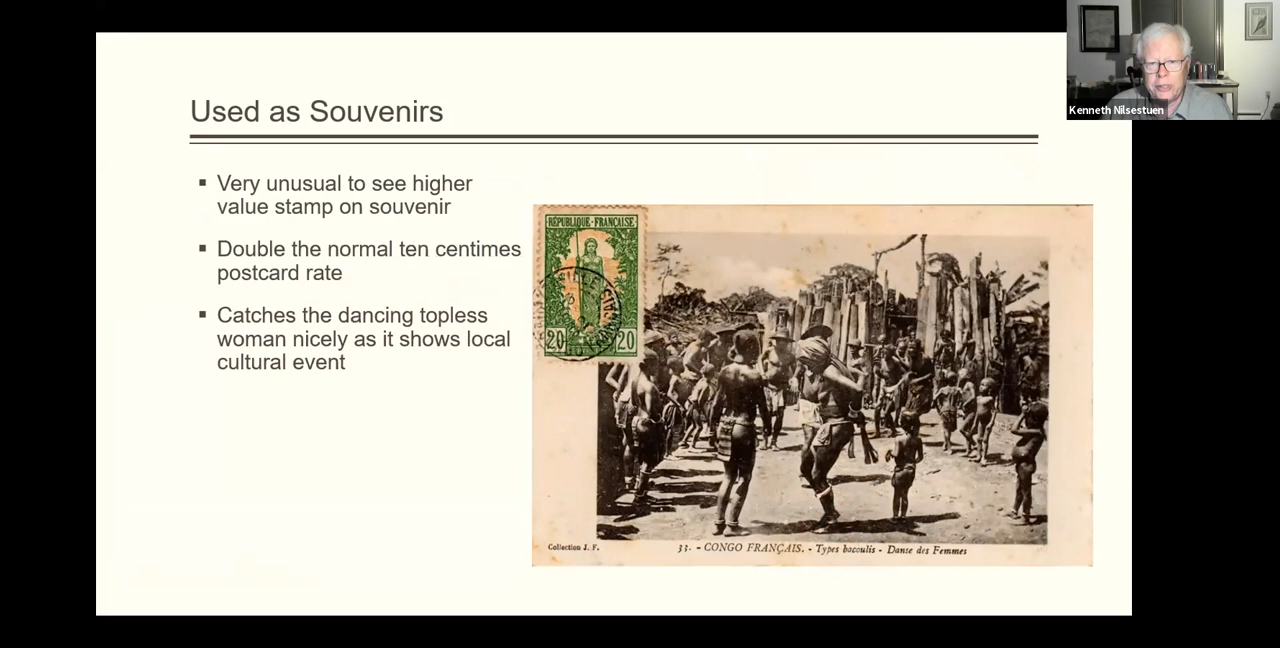 Kenneth Nilsestuen
Used as Souvenirs
▪ Very unusual to see higher
value stamp on souvenir
▪ Double the normal ten centimes
postcard rate
▪ Catches the dancing topless
woman nicely as it shows local
cultural event
RÉPUBLIQUE·FRANÇAISE
20 20
Collection J. F.
33. - CONGO FRANÇAIS. - Types bacoulis - Danse des Femmes